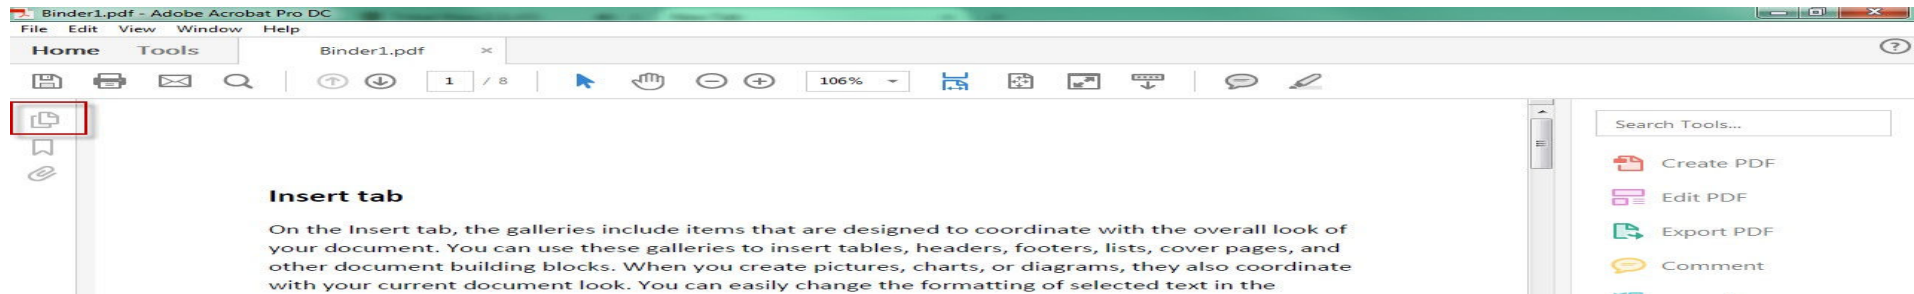 Binder1.pdf - Adobe Acrobat Pro DC
File Edit View Window Help
Home Tools Binder1.pdf ×
1 / 8 106%
Search Tools...
Create PDF
Edit PDF
Export PDF
Comment
Insert tab
On the Insert tab, the galleries include items that are designed to coordinate with the overall look of
your document. You can use these galleries to insert tables, headers, footers, lists, cover pages, and
other document building blocks. When you create pictures, charts, or diagrams, they also coordinate
with your current document look. You can easily change the formatting of selected text in the